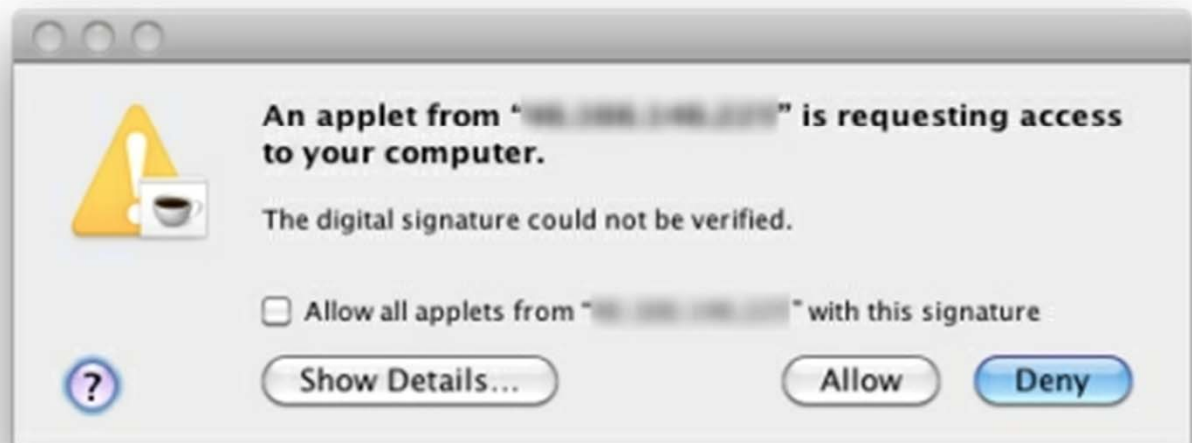 An applet from “ ” is requesting access
to your computer.
The digital signature could not be verified.
Allow all applets from “ ” with this signature
?
Show Details...
Allow
Deny